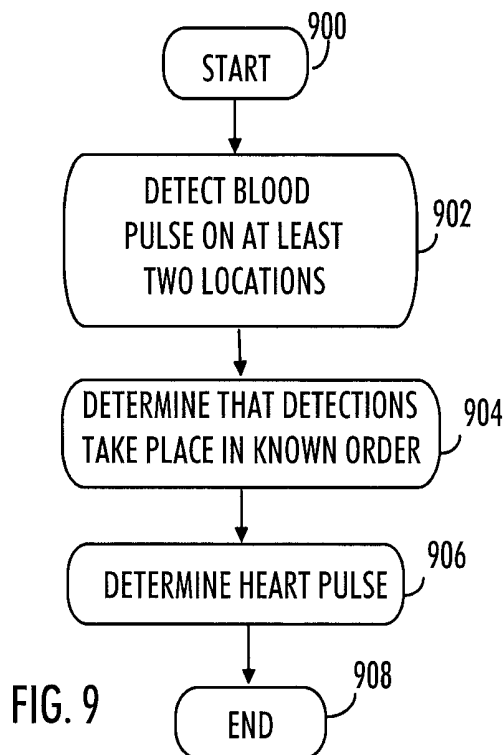 900
START
DETECT BLOOD
PULSE ON AT LEAST
TWO LOCATIONS
902
DETERMINE THAT DETECTIONS
TAKE PLACE IN KNOWN ORDER
904
DETERMINE HEART PULSE
906
END
908
FIG. 9